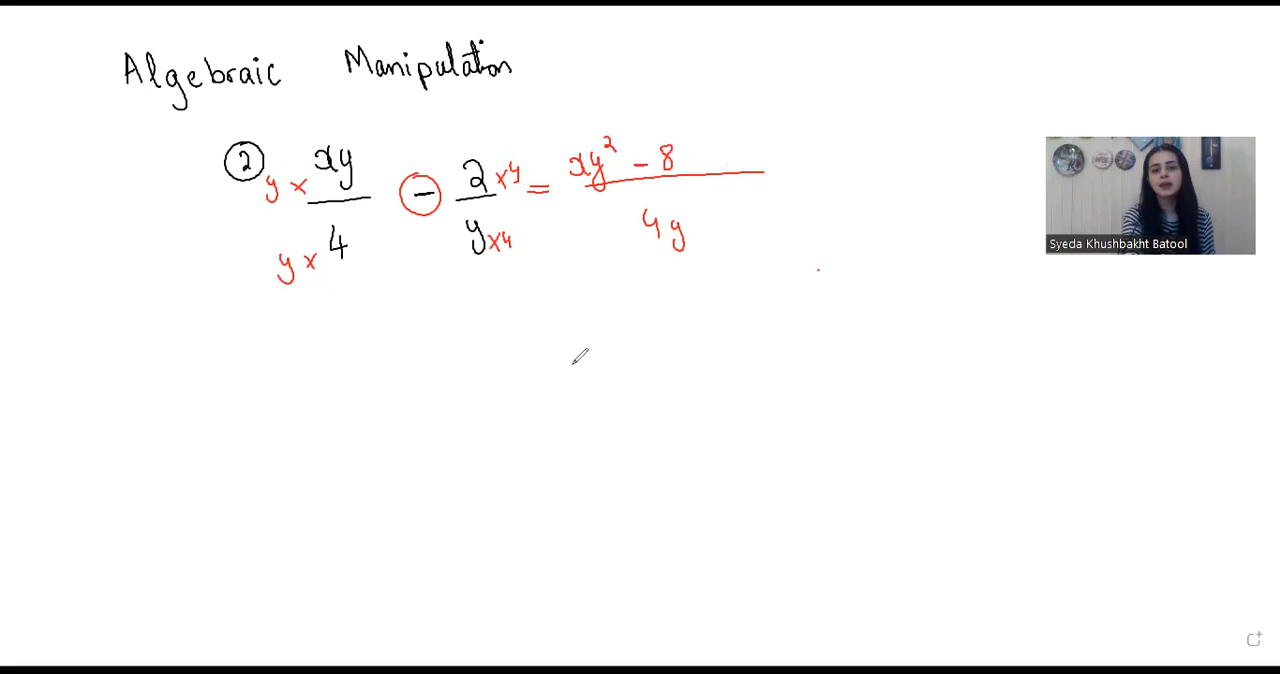 Algebraic Manipulation
② y × xy/4 y × − 2 ×4/y ×4 = xy² − 8/4y
Syeda Khushbakht Batool